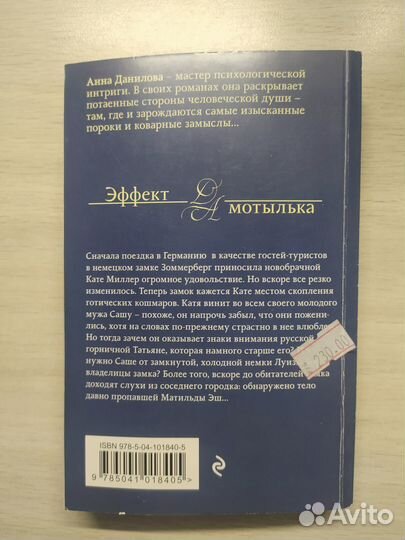 Анна Данилова – мастер психологической
интриги. В своих романах она раскрывает
потаенные стороны человеческой души –
там, где и зарождаются самые изысканные
пороки и коварные замыслы...
Эффект ДА мотылька
Сначала поездка в Германию в качестве гостей-туристов
в немецком замке Зоммерберг приносила новобрачной
Кате Миллер огромное удовольствие. Но вскоре все резко
изменилось. Теперь замок кажется Кате местом скопления
готических кошмаров. Катя винит во всем своего молодого
мужа Сашу – похоже, он напрочь забыл, что они пожени-
лись, хотя на словах по-прежнему страстно в нее влюблен.
Но тогда зачем он оказывает знаки внимания русской
горничной Татьяне, которая намного старше его?
нужно Саше от замкнутой, холодной немки
владелицы замка? Более того, вскоре до обитателей
доходят слухи из соседнего городка: обнаружено тело
давно пропавшей Матильды Эш...
230.00
ISBN 978-5-04-101840-5
9 785041 018405 >
Avito